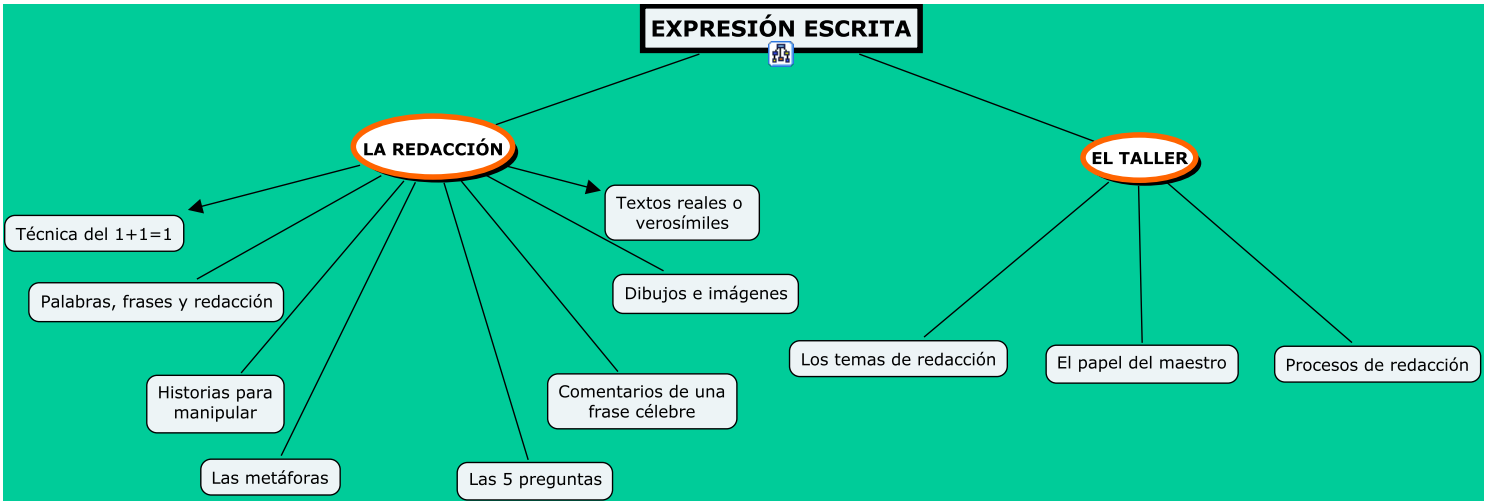 EXPRESIÓN ESCRITA
LA REDACCIÓN
EL TALLER
Técnica del 1+1=1
Palabras, frases y redacción
Historias para
manipular
Las metáforas
Las 5 preguntas
Comentarios de una
frase célebre
Dibujos e imágenes
Textos reales o
verosímiles
Los temas de redacción
El papel del maestro
Procesos de redacción